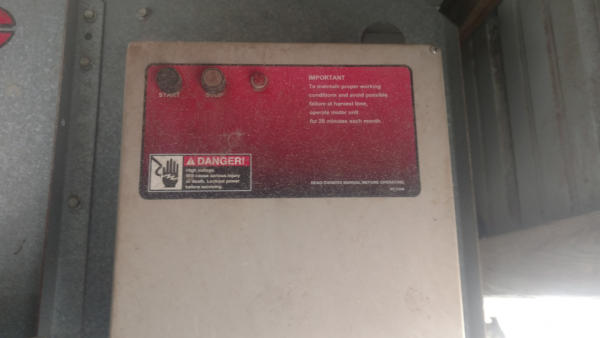 START STOP
IMPORTANT
To maintain proper working
conditions and avoid possible
failure at harvest time,
operate motor unit
for 20 minutes each month.
DANGER!
High voltage.
Will cause serious injury
or death. Lockout power
before servicing.
READ OWNERS MANUAL BEFORE OPERATING.